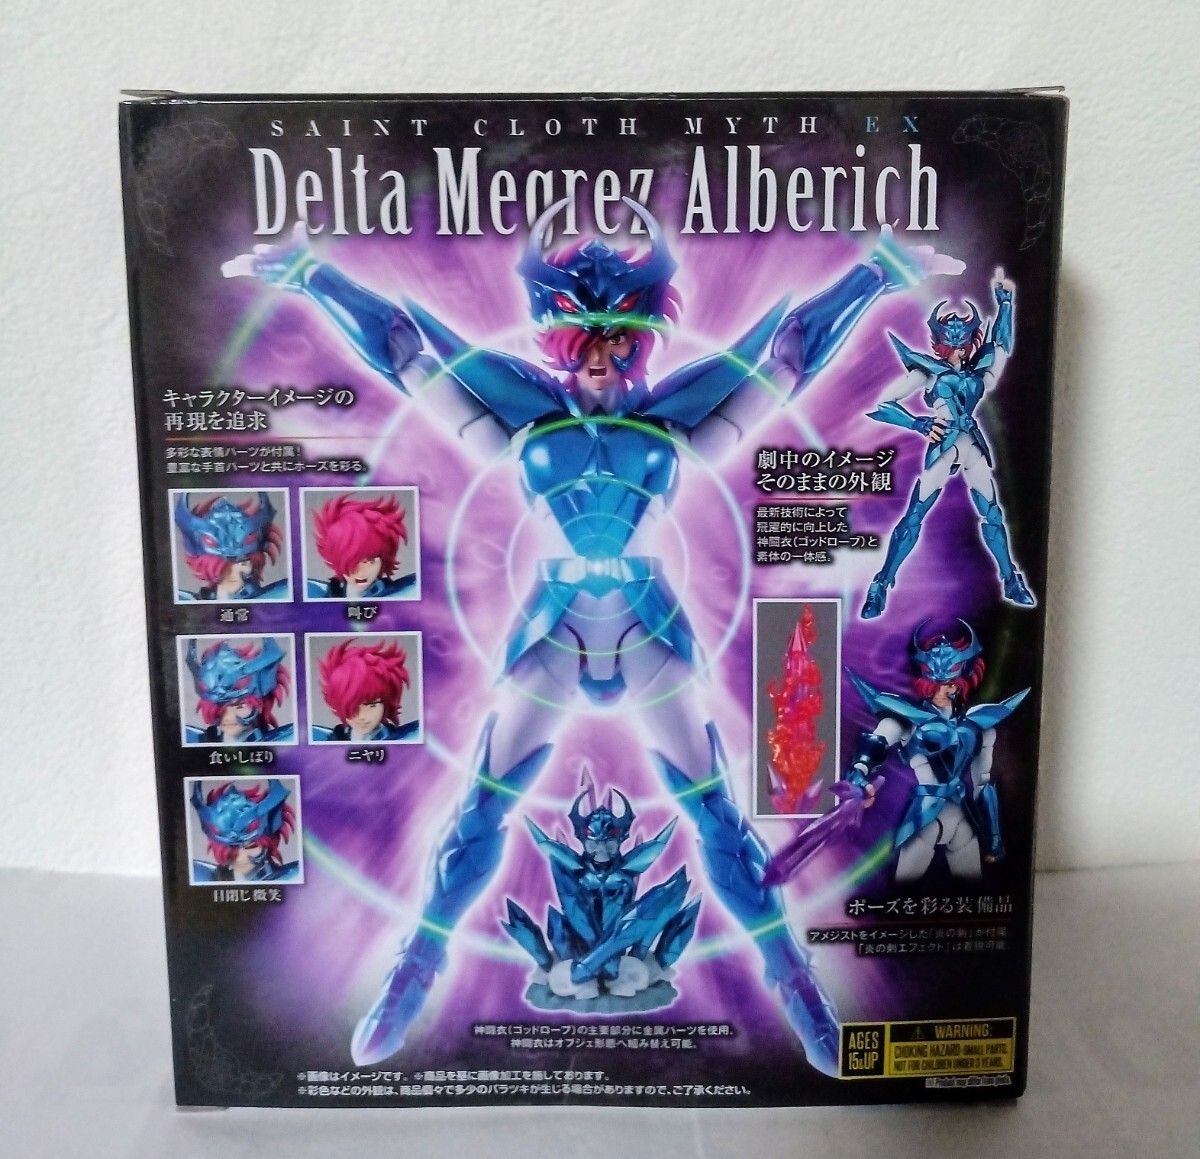 SAINT CLOTH MYTH EX
Delta Megrez Alberich
キャラクターイメージの
再現を追求
多彩な表情パーツが付属!
豊富な手首パーツと共にポーズを彩る。
通常
叫び
食いしばり
ニヤリ
目閉じ微笑
劇中のイメージ
そのままの外観
最新技術によって
飛躍的に向上した
神闘衣(ゴッドローブ)と
素体の一体感。
ポーズを彩る装備品
アメジストをイメージした「炎の剣」が付属。
「炎の剣エフェクト」は着脱可能。
神闘衣(ゴッドローブ)の主要部分に金属パーツを使用。
神闘衣はオブジェ形態へ組み替え可能。
※画像はイメージです。※商品を基に画像加工を施しております。
※彩色などの外観は、商品個々で多少のバラツキが生じる場合がありますので、ご了承ください。
AGES
15&UP
WARNING:
CHOKING HAZARD-SMALL PARTS.
NOT FOR CHILDREN UNDER 3 YEARS.